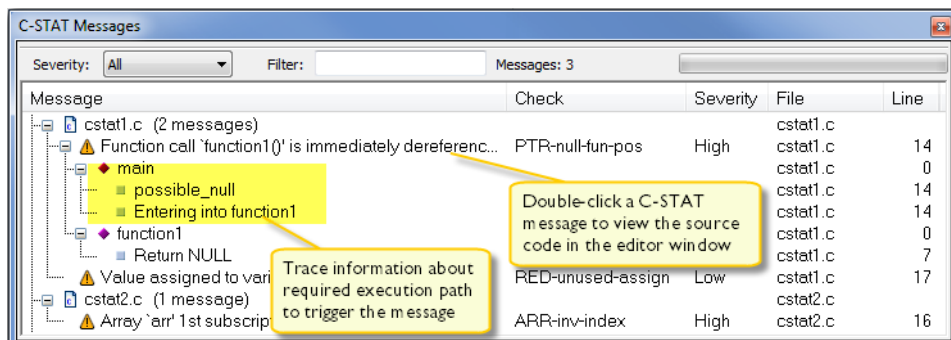 C-STAT Messages
Severity: All Filter: Messages: 3
Message Check Severity File Line
cstat1.c (2 messages) cstat1.c
Function call `function1()' is immediately dereferenc... PTR-null-fun-pos High cstat1.c 14
main cstat1.c 0
possible_null cstat1.c 14
Entering into function1 cstat1.c 14
function1 cstat1.c 0
Return NULL cstat1.c 7
Value assigned to vari RED-unused-assign Low cstat1.c 17
cstat2.c (1 message) cstat2.c
Array `arr' 1st subscript ARR-inv-index High cstat2.c 16
Double-click a C-STAT
message to view the source
code in the editor window
Trace information about
required execution path
to trigger the message